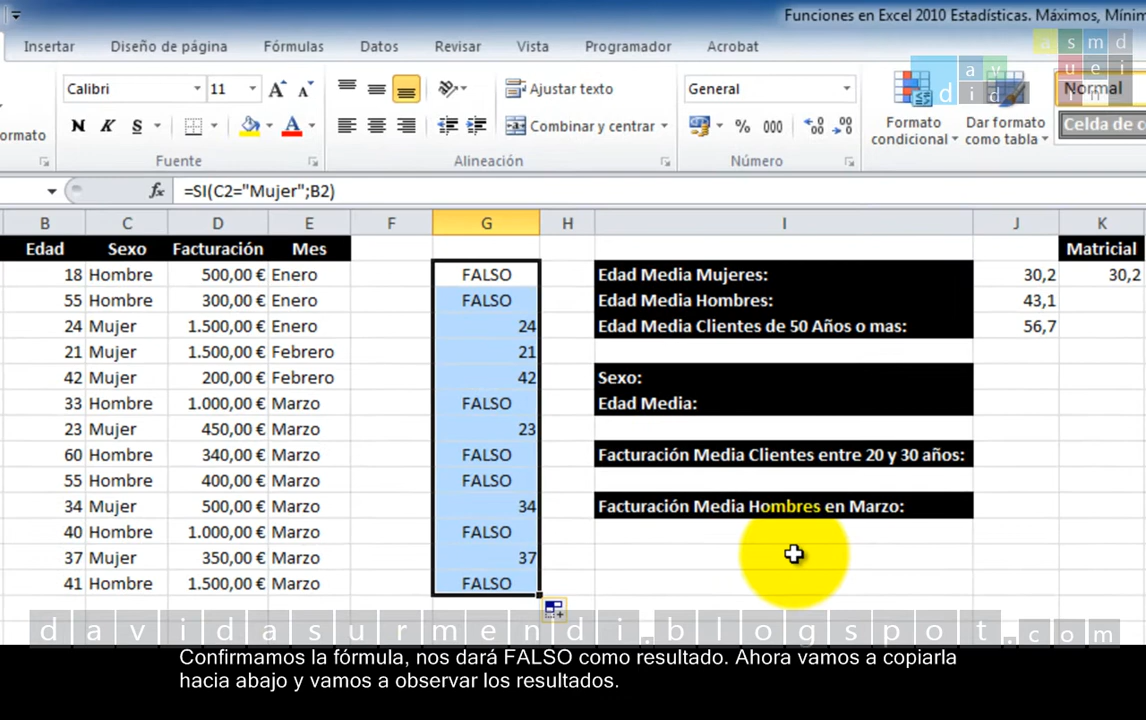 Funciones en Excel 2010 Estadísticas. Máximos, Mínim
Insertar Diseño de página Fórmulas Datos Revisar Vista Programador Acrobat
a s m d
u e i
r n
d a v i d
Calibri 11 A A Ajustar texto General Normal
ormato N K S A Combinar y centrar % 000 Formato condicional Dar formato como tabla Celda de c
Fuente Alineación Número
fx =SI(C2="Mujer";B2)
B C D E F G H I J K
Edad Sexo Facturación Mes Matricial
18 Hombre 500,00 € Enero FALSO Edad Media Mujeres: 30,2 30,2
55 Hombre 300,00 € Enero FALSO Edad Media Hombres: 43,1
24 Mujer 1.500,00 € Enero 24 Edad Media Clientes de 50 Años o mas: 56,7
21 Mujer 1.500,00 € Febrero 21
42 Mujer 200,00 € Febrero 42 Sexo:
33 Hombre 1.000,00 € Marzo FALSO Edad Media:
23 Mujer 450,00 € Marzo 23
60 Hombre 340,00 € Marzo FALSO Facturación Media Clientes entre 20 y 30 años:
55 Hombre 400,00 € Marzo FALSO
34 Mujer 500,00 € Marzo 34 Facturación Media Hombres en Marzo:
40 Hombre 1.000,00 € Marzo FALSO
37 Mujer 350,00 € Marzo 37
41 Hombre 1.500,00 € Marzo FALSO
davidasurmendi.blogspot.com
Confirmamos la fórmula, nos dará FALSO como resultado. Ahora vamos a copiarla
hacia abajo y vamos a observar los resultados.